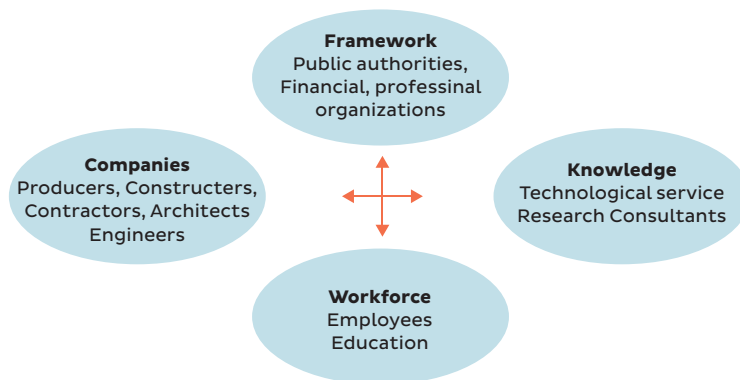 Framework
Public authorities,
Financial, professinal
organizations
Companies
Producers, Constructers,
Contractors, Architects
Engineers
Knowledge
Technological service
Research Consultants
Workforce
Employees
Education